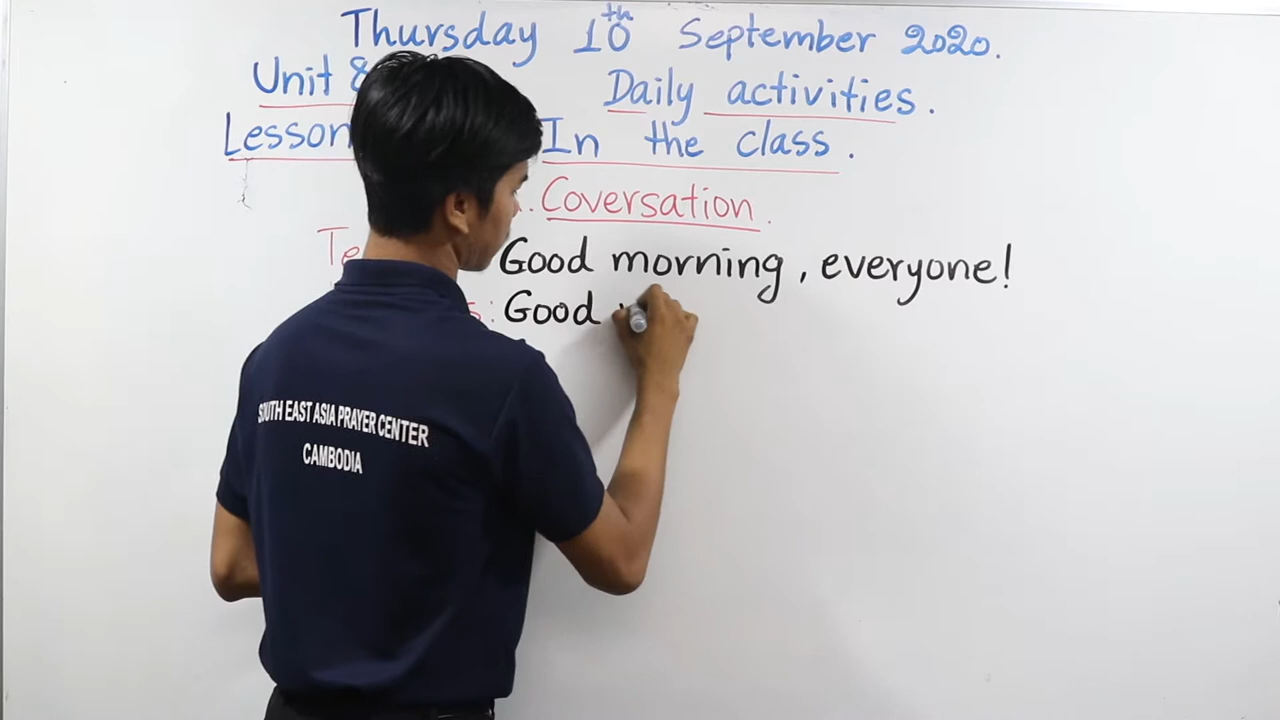 Thursday 10th September 2020.
Unit 8 Daily activities.
Lesson In the class.
Coversation.
Good morning, everyone!
Good
SOUTH EAST ASIA PRAYER CENTER
CAMBODIA